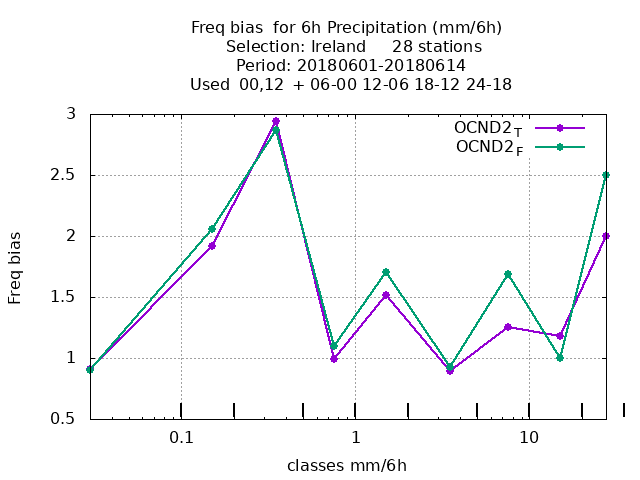 Freq bias  for 6h Precipitation (mm/6h)
Selection: Ireland     28 stations
Period: 20180601-20180614
Used  00,12  + 06-00 12-06 18-12 24-18
OCND2T
OCND2F
3
2.5
2
1.5
1
0.5
Freq bias
0.1 1 10
classes mm/6h